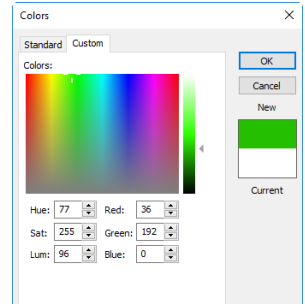 Colors
Standard Custom
OK
Colors:
Cancel
New
Current
Hue: 77 Red: 36
Sat: 255 Green: 192
Lum: 96 Blue: 0